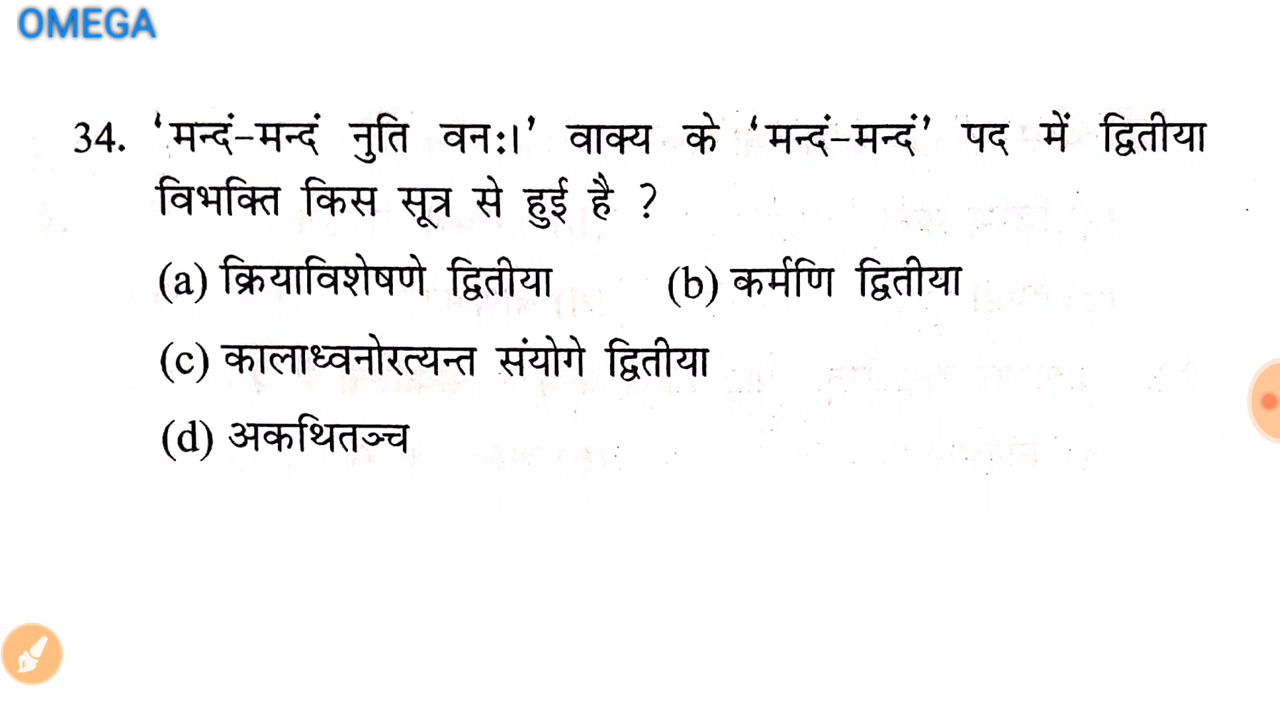 OMEGA
34. ‘मन्दं-मन्दं नुति वन:।’ वाक्य के ‘मन्दं-मन्दं’ पद में द्वितीया
विभक्ति किस सूत्र से हुई है ?
(a) क्रियाविशेषणे द्वितीया (b) कर्मणि द्वितीया
(c) कालाध्वनोरत्यन्त संयोगे द्वितीया
(d) अकथितञ्च